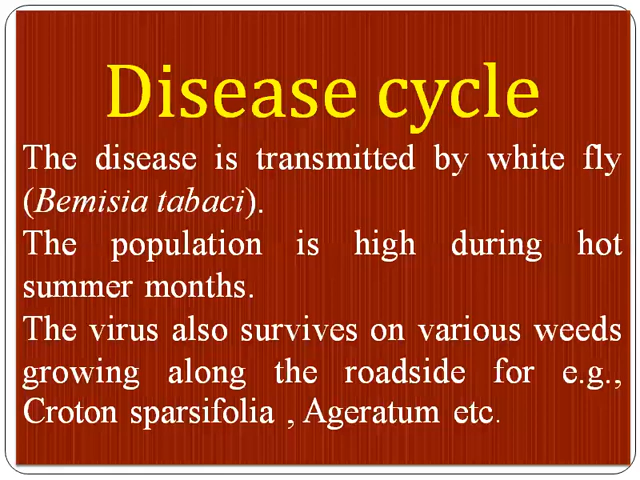 Disease cycle
The disease is transmitted by white fly
(Bemisia tabaci).
The population is high during hot
summer months.
The virus also survives on various weeds
growing along the roadside for e.g.,
Croton sparsifolia , Ageratum etc.